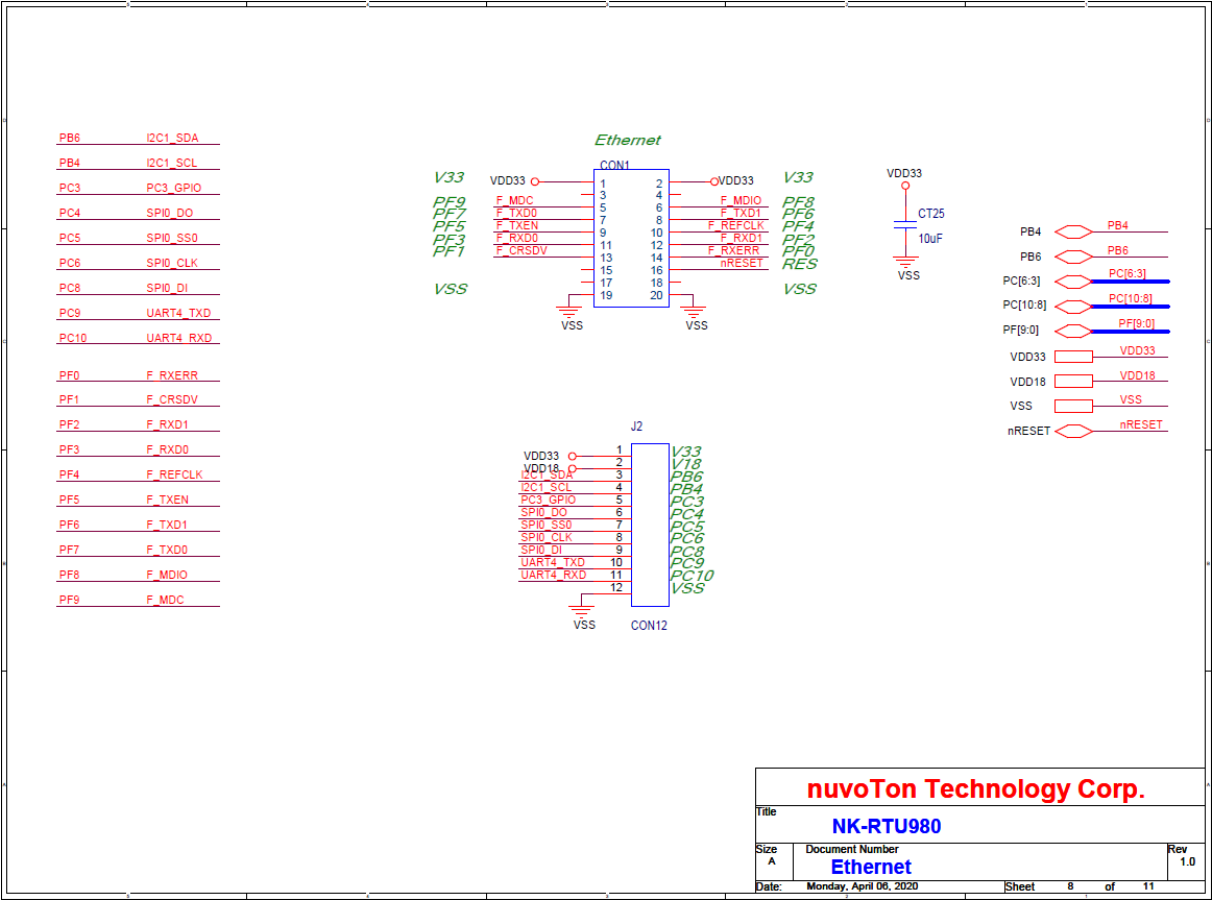 PB6 I2C1_SDA
PB4 I2C1_SCL
PC3 PC3_GPIO
PC4 SPI0_DO
PC5 SPI0_SS0
PC6 SPI0_CLK
PC8 SPI0_DI
PC9 UART4_TXD
PC10 UART4_RXD
PF0 F_RXERR
PF1 F_CRSDV
PF2 F_RXD1
PF3 F_RXD0
PF4 F_REFCLK
PF5 F_TXEN
PF6 F_TXD1
PF7 F_TXD0
PF8 F_MDIO
PF9 F_MDC
Ethernet
CON1
V33 VDD33 1 2 VDD33 V33
3 4
PF9 F_MDC 5 6 F_MDIO PF8
PF7 F_TXD0 7 8 F_TXD1 PF6
PF5 F_TXEN 9 10 F_REFCLK PF4
PF3 F_RXD0 11 12 F_RXD1 PF2
PF1 F_CRSDV 13 14 F_RXERR PF0
15 16 nRESET RES
17 18
VSS 19 20 VSS
VSS VSS
VDD33
CT25
10uF
VSS
PB4 PB4
PB6 PB6
PC[6:3] PC[6:3]
PC[10:8] PC[10:8]
PF[9:0] PF[9:0]
VDD33 VDD33
VDD18 VDD18
VSS VSS
nRESET nRESET
J2
VDD33 1 V33
VDD18 2 V18
I2C1_SDA 3 PB6
I2C1_SCL 4 PB4
PC3_GPIO 5 PC3
SPI0_DO 6 PC4
SPI0_SS0 7 PC5
SPI0_CLK 8 PC6
SPI0_DI 9 PC8
UART4_TXD 10 PC9
UART4_RXD 11 PC10
12 VSS
VSS CON12
nuvoTon Technology Corp.
Title
NK-RTU980
Size Document Number Rev
A Ethernet 1.0
Date: Monday, April 06, 2020 Sheet 8 of 11